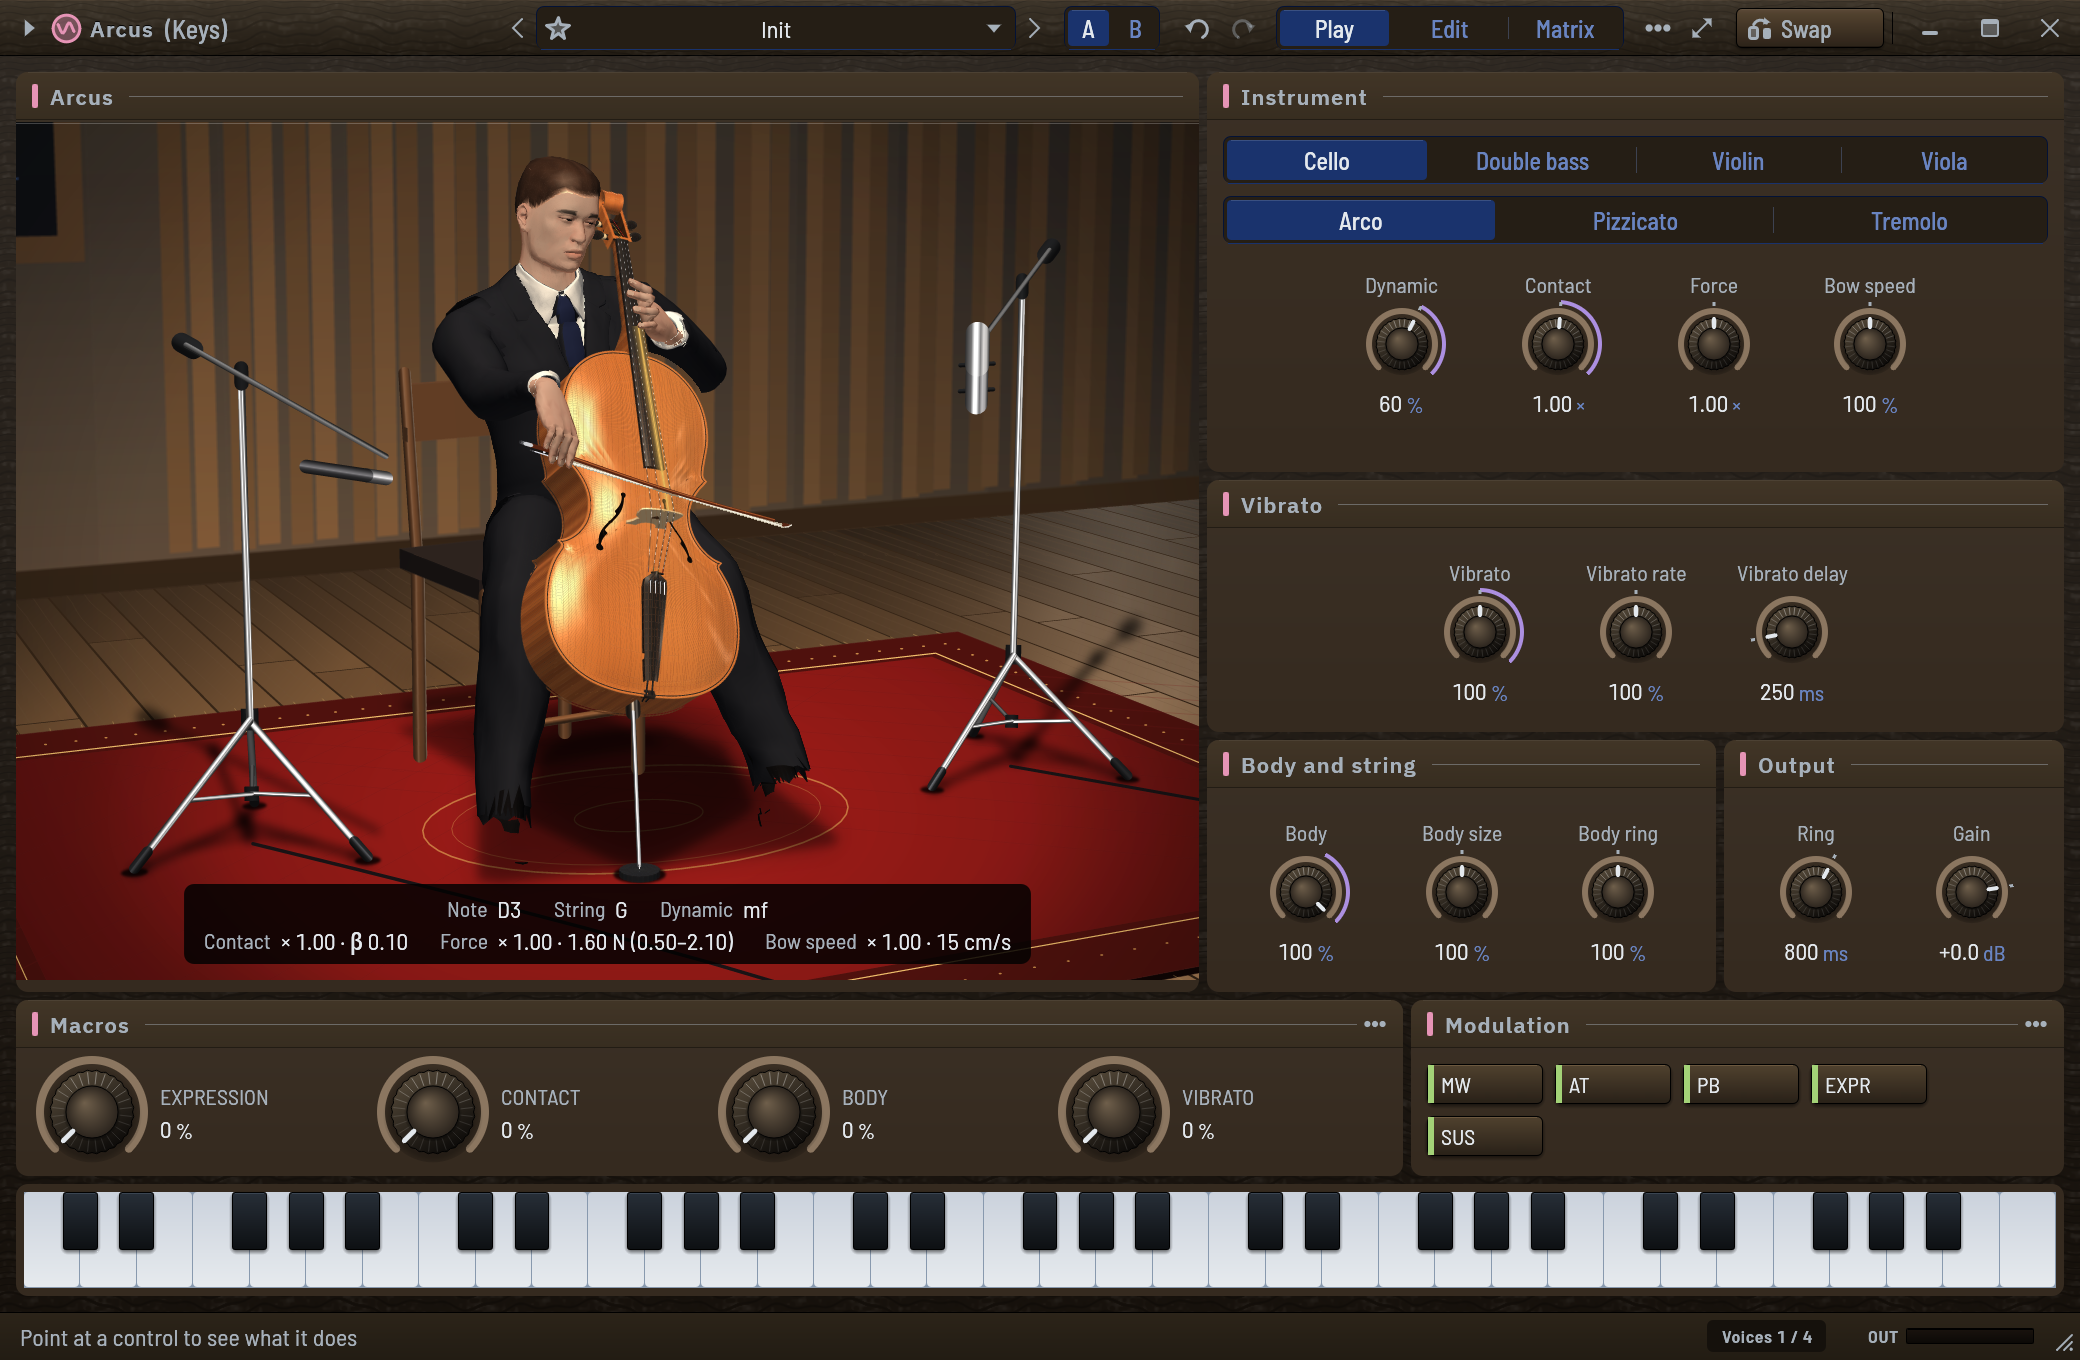 Arcus (Keys)
Init
A B
Play Edit Matrix
Swap
Arcus
Instrument
Cello Double bass Violin Viola
Arco Pizzicato Tremolo
Dynamic Contact Force Bow speed
60 % 1.00 × 1.00 × 100 %
Vibrato
Vibrato Vibrato rate Vibrato delay
100 % 100 % 250 ms
Body and string
Body Body size Body ring
100 % 100 % 100 %
Output
Ring Gain
800 ms +0.0 dB
Note D3 String G Dynamic mf
Contact × 1.00 · β 0.10 Force × 1.00 · 1.60 N (0.50–2.10) Bow speed × 1.00 · 15 cm/s
Macros
EXPRESSION
0 %
CONTACT
0 %
BODY
0 %
VIBRATO
0 %
Modulation
MW AT PB EXPR
SUS
Point at a control to see what it does
Voices 1 / 4
OUT